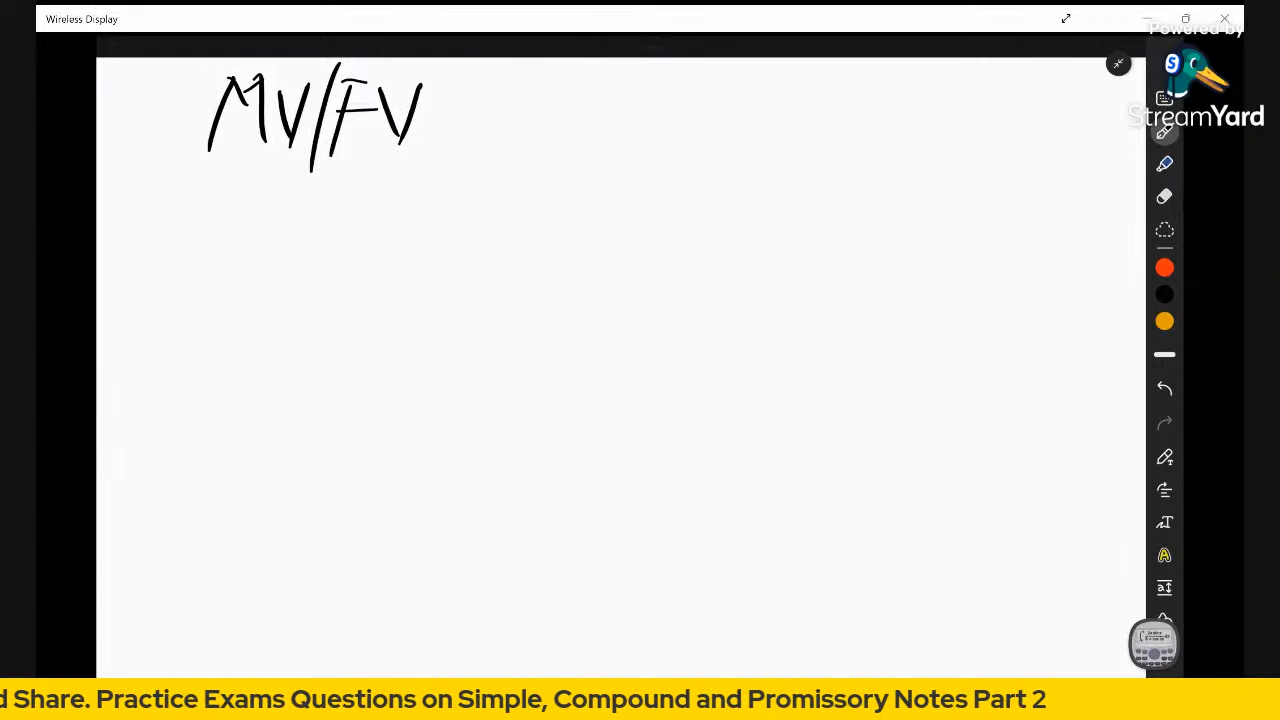 Wireless Display
Powered by
StreamYard
MV/FV
d Share. Practice Exams Questions on Simple, Compound and Promissory Notes Part 2